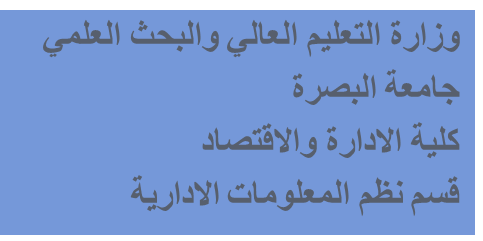 وزارة التعليم العالي والبحث العلمي
جامعة البصرة
كلية الادارة والاقتصاد
قسم نظم المعلومات الادارية